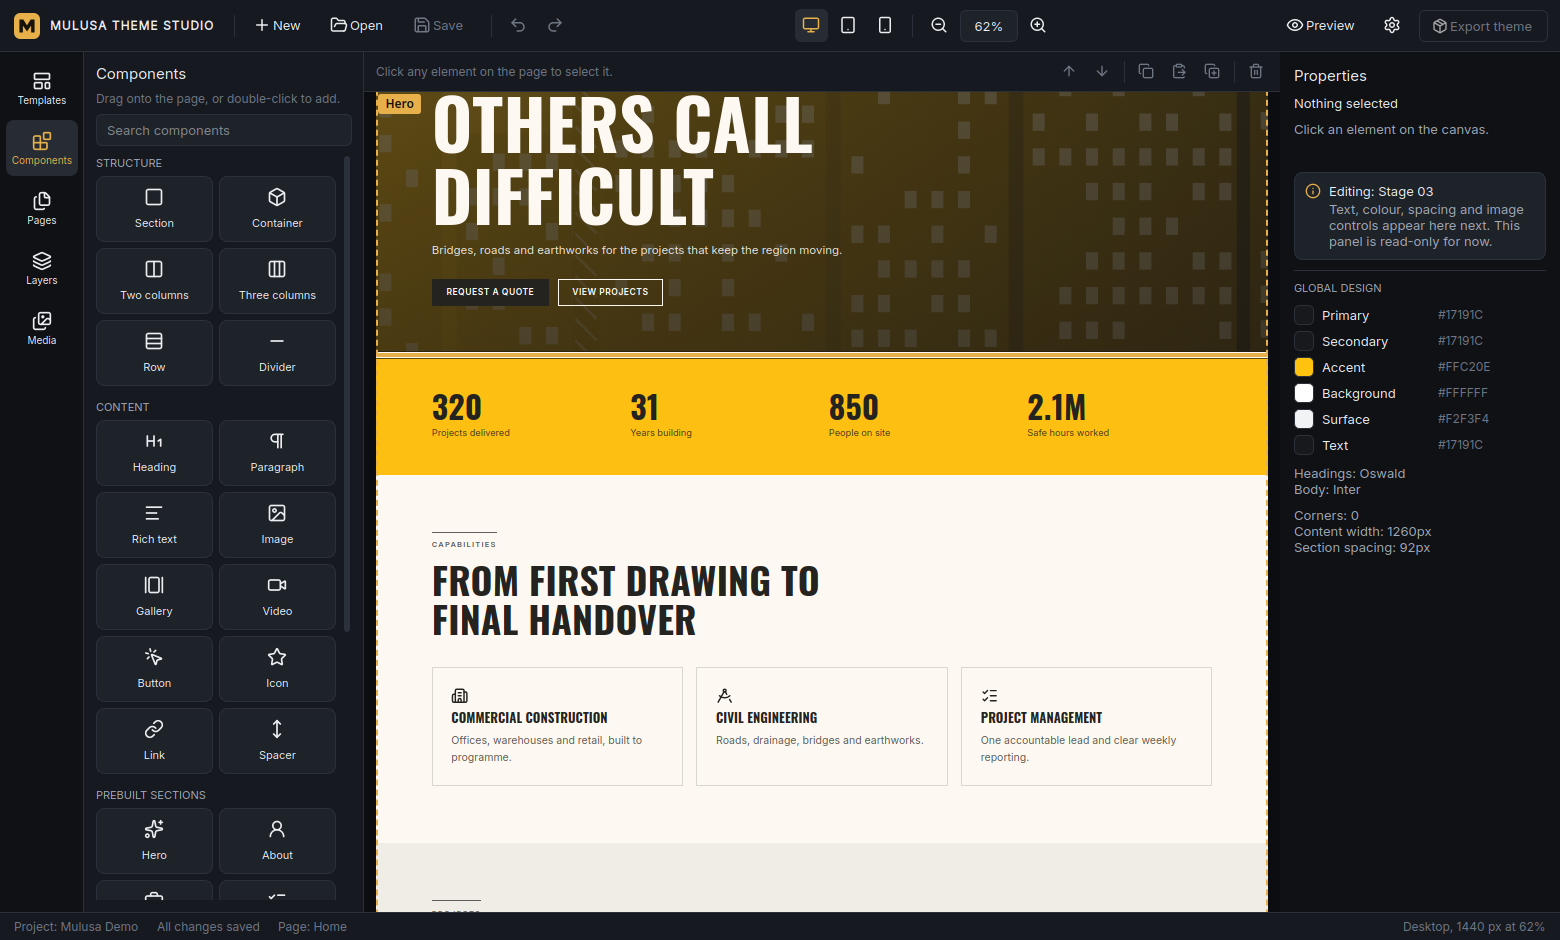 MULUSA THEME STUDIO
New
Open
Save
62%
Preview
Export theme
Templates
Components
Pages
Layers
Media
Components
Drag onto the page, or double-click to add.
Search components
STRUCTURE
Section
Container
Two columns
Three columns
Row
Divider
CONTENT
H1
Heading
Paragraph
Rich text
Image
Gallery
Video
Button
Icon
Link
Spacer
PREBUILT SECTIONS
Hero
About
Click any element on the page to select it.
Hero
OTHERS CALL
DIFFICULT
Bridges, roads and earthworks for the projects that keep the region moving.
REQUEST A QUOTE
VIEW PROJECTS
320
Projects delivered
31
Years building
850
People on site
2.1M
Safe hours worked
CAPABILITIES
FROM FIRST DRAWING TO
FINAL HANDOVER
COMMERCIAL CONSTRUCTION
Offices, warehouses and retail, built to
programme.
CIVIL ENGINEERING
Roads, drainage, bridges and earthworks.
PROJECT MANAGEMENT
One accountable lead and clear weekly
reporting.
Properties
Nothing selected
Click an element on the canvas.
Editing: Stage 03
Text, colour, spacing and image
controls appear here next. This
panel is read-only for now.
GLOBAL DESIGN
Primary #17191C
Secondary #17191C
Accent #FFC20E
Background #FFFFFF
Surface #F2F3F4
Text #17191C
Headings: Oswald
Body: Inter
Corners: 0
Content width: 1260px
Section spacing: 92px
Project: Mulusa Demo
All changes saved
Page: Home
Desktop, 1440 px at 62%